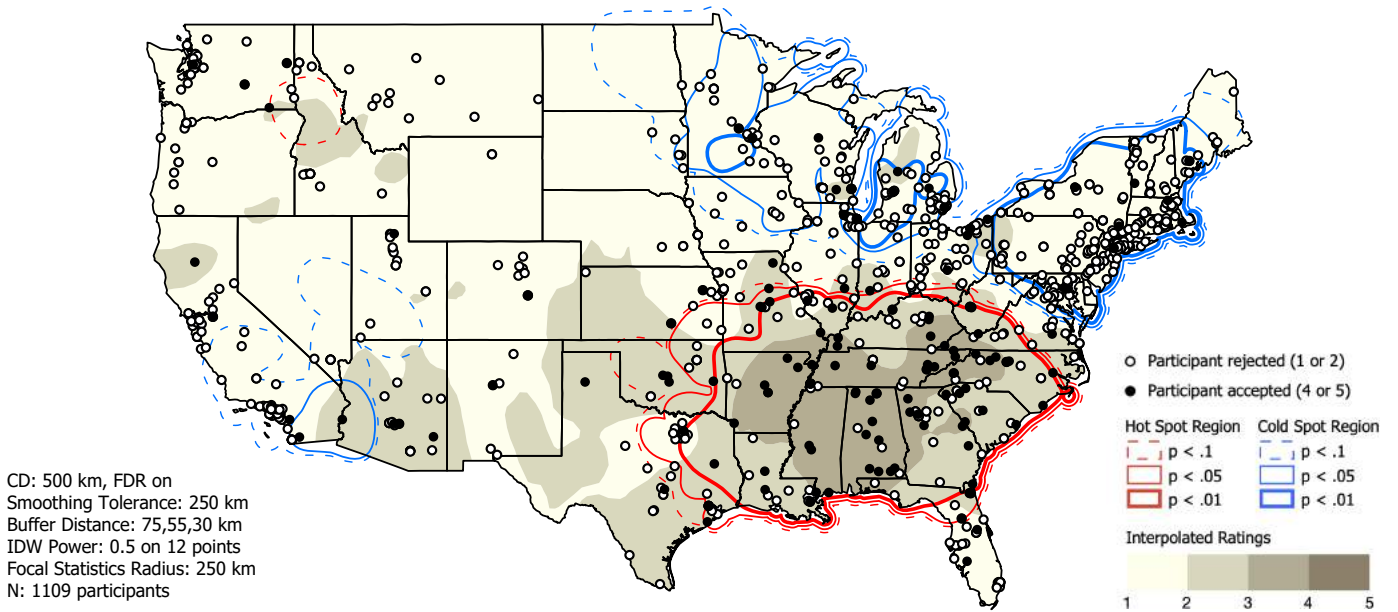 CD: 500 km, FDR on
Smoothing Tolerance: 250 km
Buffer Distance: 75,55,30 km
IDW Power: 0.5 on 12 points
Focal Statistics Radius: 250 km
N: 1109 participants
Participant rejected (1 or 2)
Participant accepted (4 or 5)
Hot Spot Region
p < .1
p < .05
p < .01
Cold Spot Region
p < .1
p < .05
p < .01
Interpolated Ratings
1 2 3 4 5